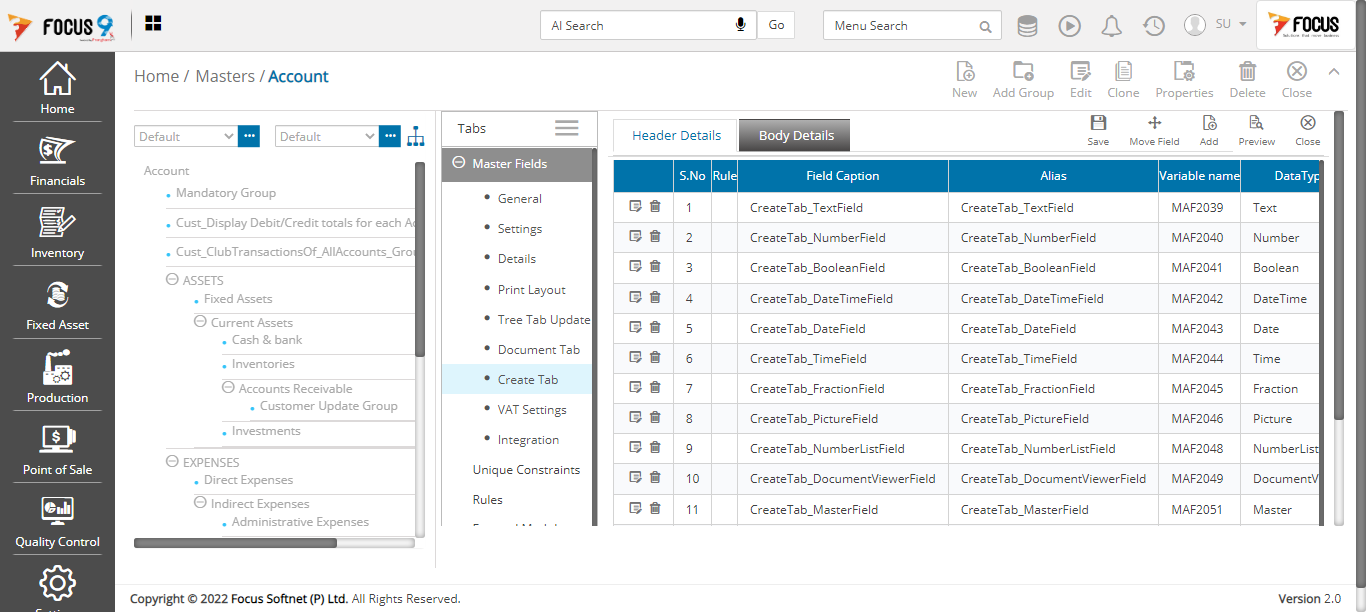 FOCUS 9
AI Search
Go
Menu Search
SU
FOCUS
Home
Financials
Inventory
Fixed Asset
Production
Point of Sale
Quality Control
Home / Masters / Account
New
Add Group
Edit
Clone
Properties
Delete
Close
Default
Default
Account
Mandatory Group
Cust_Display Debit/Credit totals for each Ac
Cust_ClubTransactionsOf_AllAccounts_Grou
ASSETS
Fixed Assets
Current Assets
Cash & bank
Inventories
Accounts Receivable
Customer Update Group
Investments
EXPENSES
Direct Expenses
Indirect Expenses
Administrative Expenses
Tabs
Master Fields
General
Settings
Details
Print Layout
Tree Tab Update
Document Tab
Create Tab
VAT Settings
Integration
Unique Constraints
Rules
Header Details
Body Details
Save
Move Field
Add
Preview
Close
S.No Rule Field Caption Alias Variable name DataTyp
1 CreateTab_TextField CreateTab_TextField MAF2039 Text
2 CreateTab_NumberField CreateTab_NumberField MAF2040 Number
3 CreateTab_BooleanField CreateTab_BooleanField MAF2041 Boolean
4 CreateTab_DateTimeField CreateTab_DateTimeField MAF2042 DateTime
5 CreateTab_DateField CreateTab_DateField MAF2043 Date
6 CreateTab_TimeField CreateTab_TimeField MAF2044 Time
7 CreateTab_FractionField CreateTab_FractionField MAF2045 Fraction
8 CreateTab_PictureField CreateTab_PictureField MAF2046 Picture
9 CreateTab_NumberListField CreateTab_NumberListField MAF2048 NumberList
10 CreateTab_DocumentViewerField CreateTab_DocumentViewerField MAF2049 DocumentV
11 CreateTab_MasterField CreateTab_MasterField MAF2051 Master
Copyright © 2022 Focus Softnet (P) Ltd. All Rights Reserved.
Version 2.0